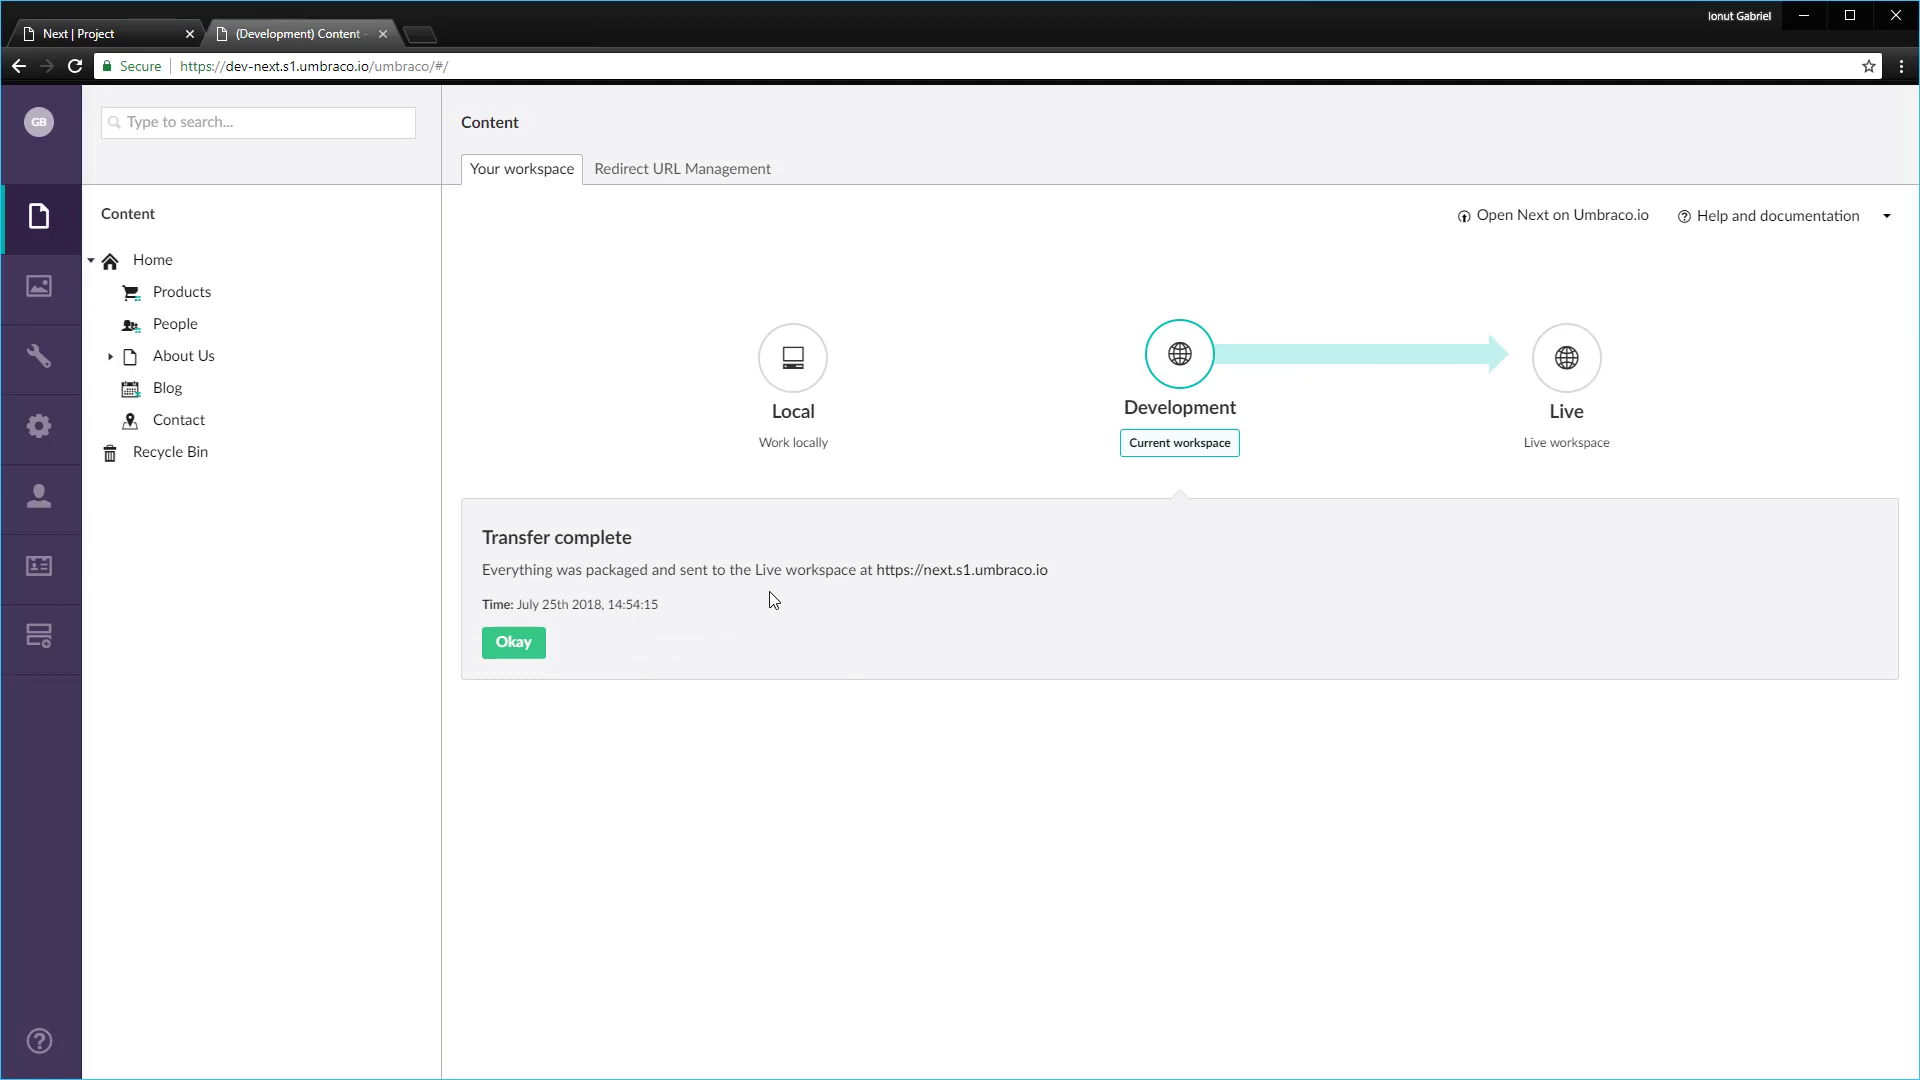 Ionut Gabriel
Next | Project
(Development) Content -
Secure
https://dev-next.s1.umbraco.io/umbraco/#/
GB
Type to search...
Content
Your workspace
Redirect URL Management
Content
Open Next on Umbraco.io
Help and documentation
Home
Products
People
About Us
Blog
Contact
Recycle Bin
Local
Work locally
Development
Current workspace
Live
Live workspace
Transfer complete
Everything was packaged and sent to the Live workspace at https://next.s1.umbraco.io
Time: July 25th 2018, 14:54:15
Okay